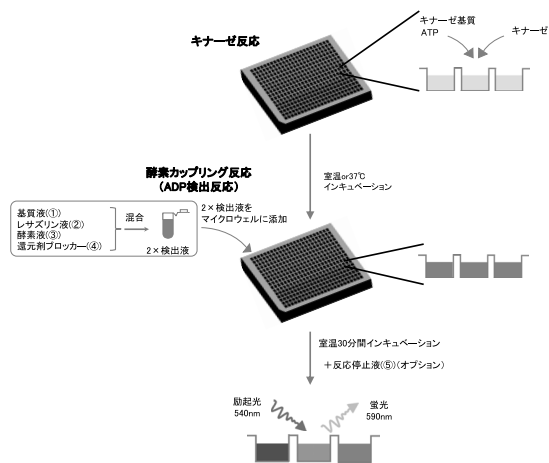 キナーゼ反応
キナーゼ基質
ATP
キナーゼ
室温or37℃
インキュベーション
酵素カップリング反応
(ADP検出反応)
基質液(①)
レサズリン液(②)
酵素液(③)
還元剤ブロッカー(④)
混合
2×検出液
2×検出液を
マイクロウェルに添加
室温30分間インキュベーション
＋反応停止液(⑤)(オプション)
励起光
540nm
蛍光
590nm